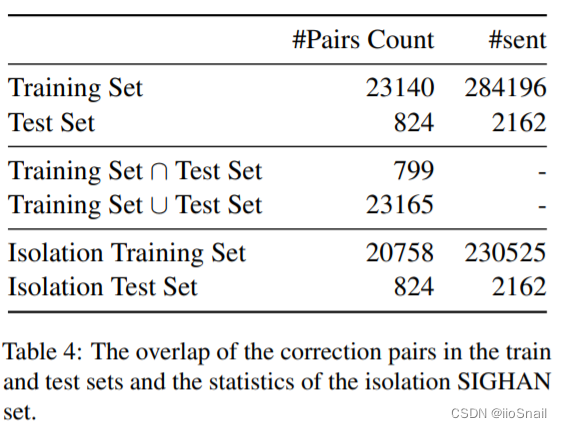 #Pairs Count #sent
Training Set 23140 284196
Test Set 824 2162
Training Set ∩ Test Set 799 -
Training Set ∪ Test Set 23165 -
Isolation Training Set 20758 230525
Isolation Test Set 824 2162
Table 4: The overlap of the correction pairs in the train
and test sets and the statistics of the isolation SIGHAN
set.
CSDN @iioSnail